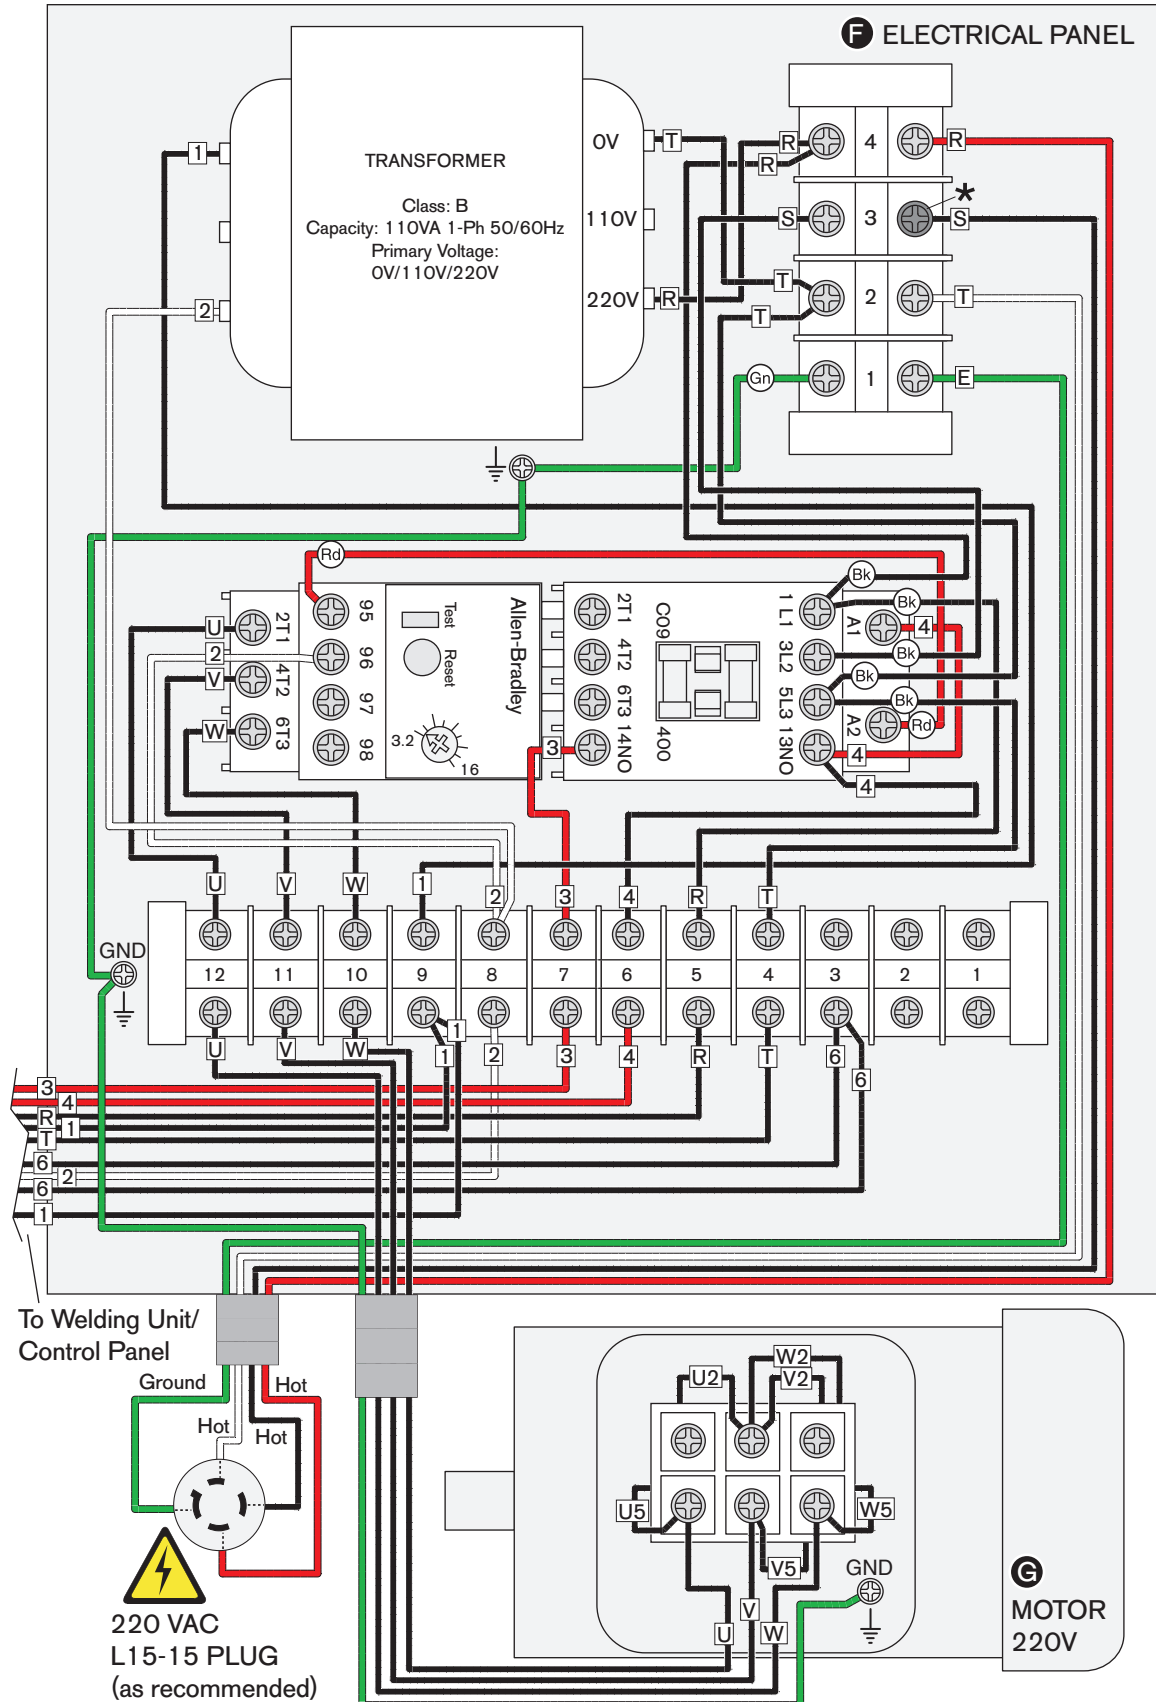 F ELECTRICAL PANEL
TRANSFORMER
Class: B
Capacity: 110VA 1-Ph 50/60Hz
Primary Voltage:
0V/110V/220V
0V
110V
220V
1
2
T
R
R
R
S
T
T
Gn
4
3
2
1
R
*
S
T
E
Rd
U
2
V
W
2T1
4T2
6T3
95
96
97
98
Test
Reset
3.2
16
Allen-Bradley
3
2T1
4T2
6T3
14NO
C09
400
1 L1
3L2
5L3
13NO
A1
A2
Bk
Bk
4
Bk
Bk
Bk
Rd
4
4
U
V
W
1
2
3
4
R
T
GND
12
11
10
9
8
7
6
5
4
3
2
1
U
V
W
1
1
2
3
4
R
T
6
6
3
4
R
1
T
6
2
6
1
To Welding Unit/
Control Panel
Ground
Hot
Hot
Hot
220 VAC
L15-15 PLUG
(as recommended)
W2
U2
V2
U5
W5
V5
GND
V
U
W
G
MOTOR
220V